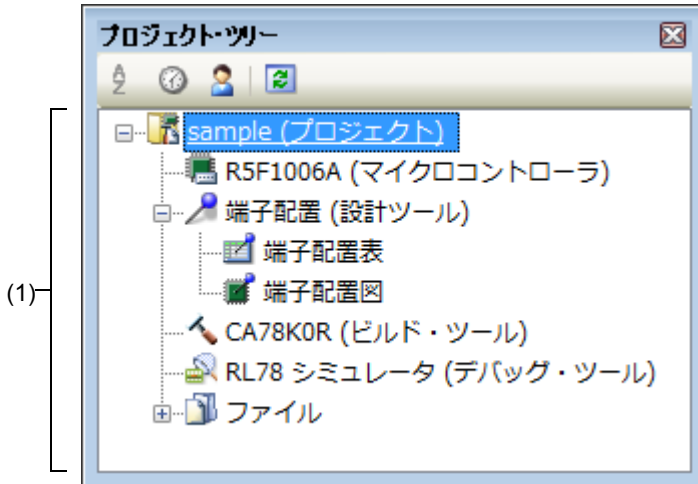 プロジェクト・ツリー
A
Z
sample (プロジェクト)
R5F1006A (マイクロコントローラ)
端子配置 (設計ツール)
端子配置表
端子配置図
(1)
CA78K0R (ビルド・ツール)
RL78 シミュレータ (デバッグ・ツール)
ファイル